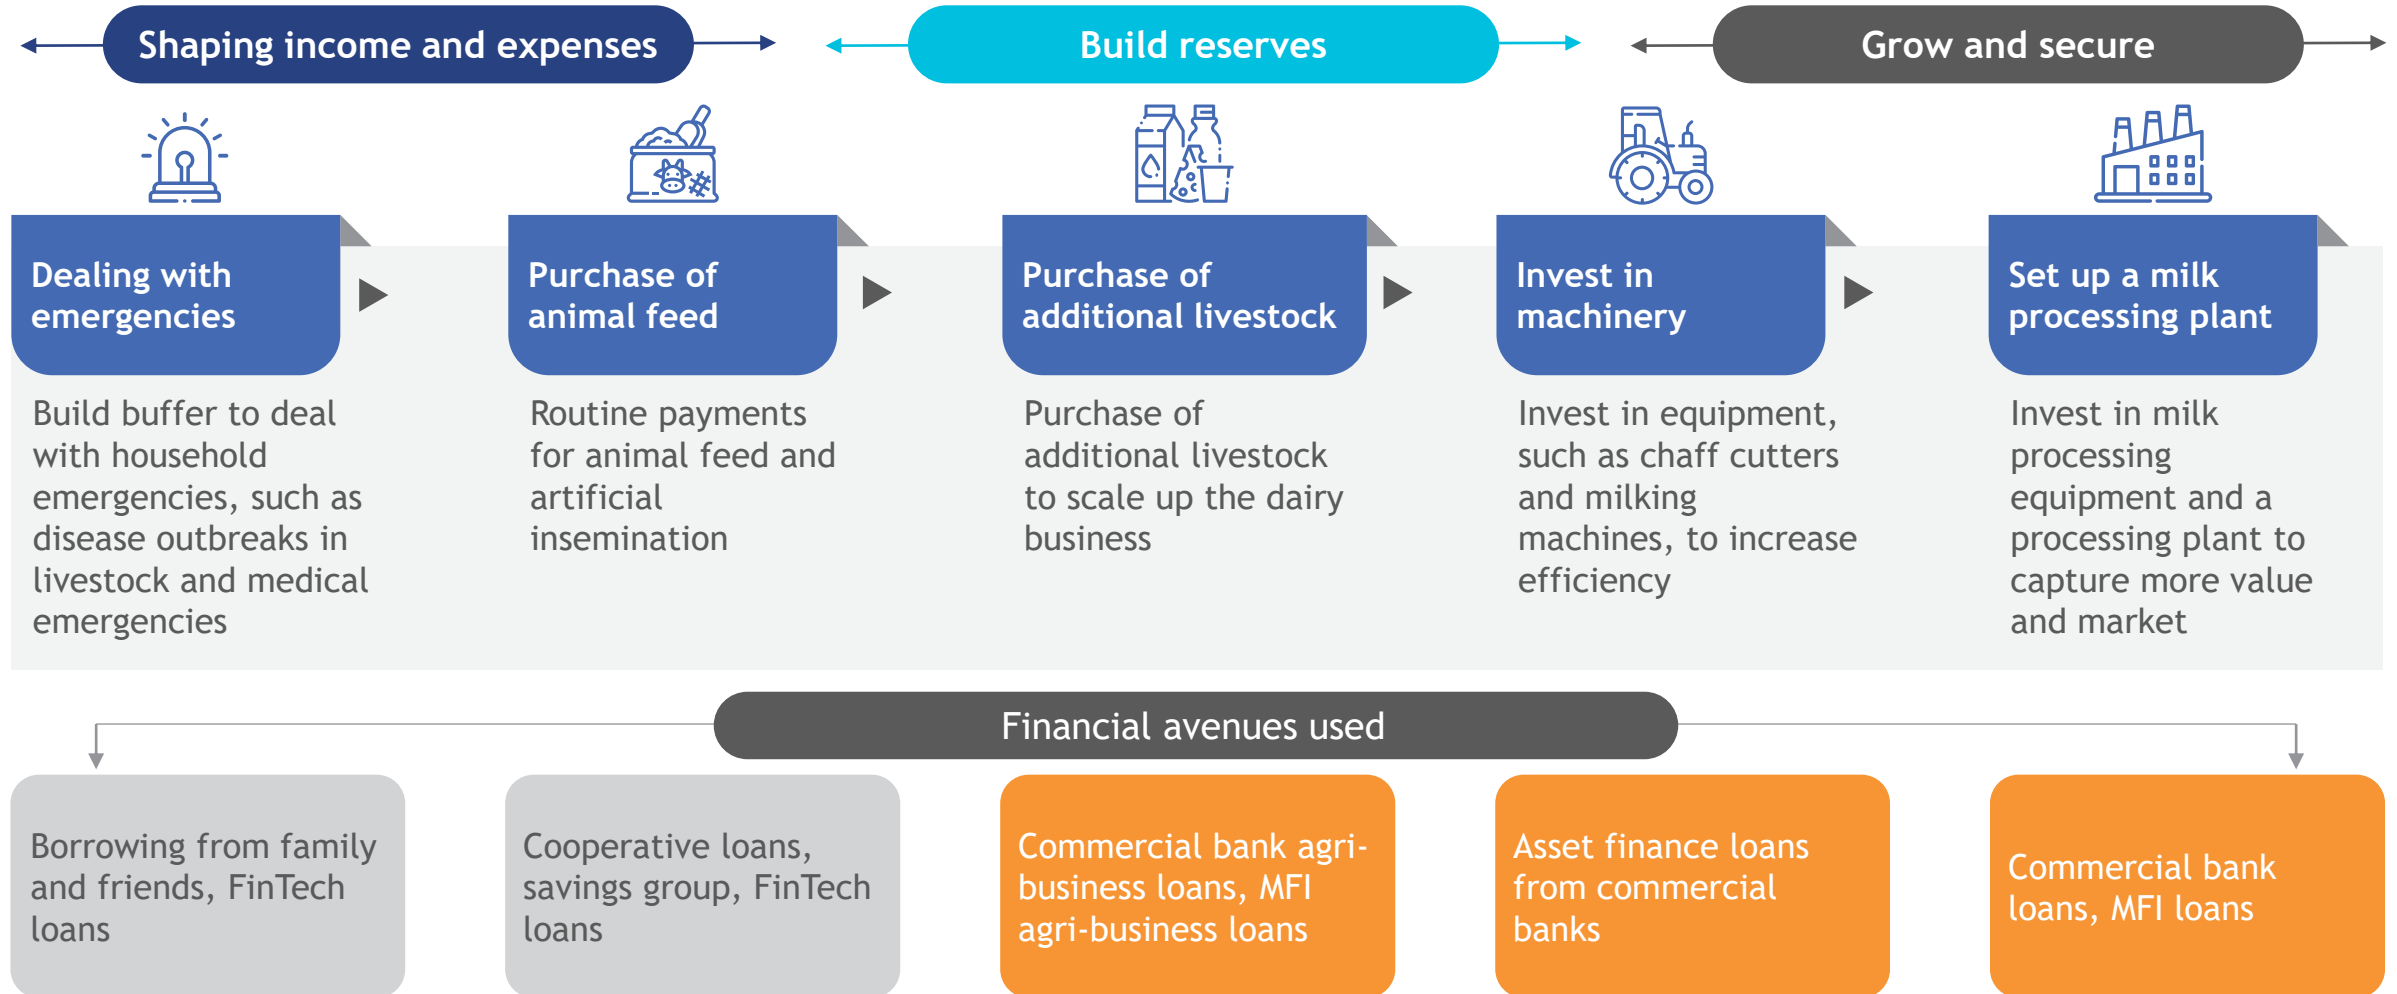 Shaping income and expenses
Build reserves
Grow and secure
Dealing with
emergencies
Purchase of
animal feed
Purchase of
additional livestock
Invest in
machinery
Set up a milk
processing plant
Build buffer to deal
with household
emergencies, such as
disease outbreaks in
livestock and medical
emergencies
Routine payments
for animal feed and
artificial
insemination
Purchase of
additional livestock
to scale up the dairy
business
Invest in equipment,
such as chaff cutters
and milking
machines, to increase
efficiency
Invest in milk
processing
equipment and a
processing plant to
capture more value
and market
Financial avenues used
Borrowing from family
and friends, FinTech
loans
Cooperative loans,
savings group, FinTech
loans
Commercial bank agri-
business loans, MFI
agri-business loans
Asset finance loans
from commercial
banks
Commercial bank
loans, MFI loans